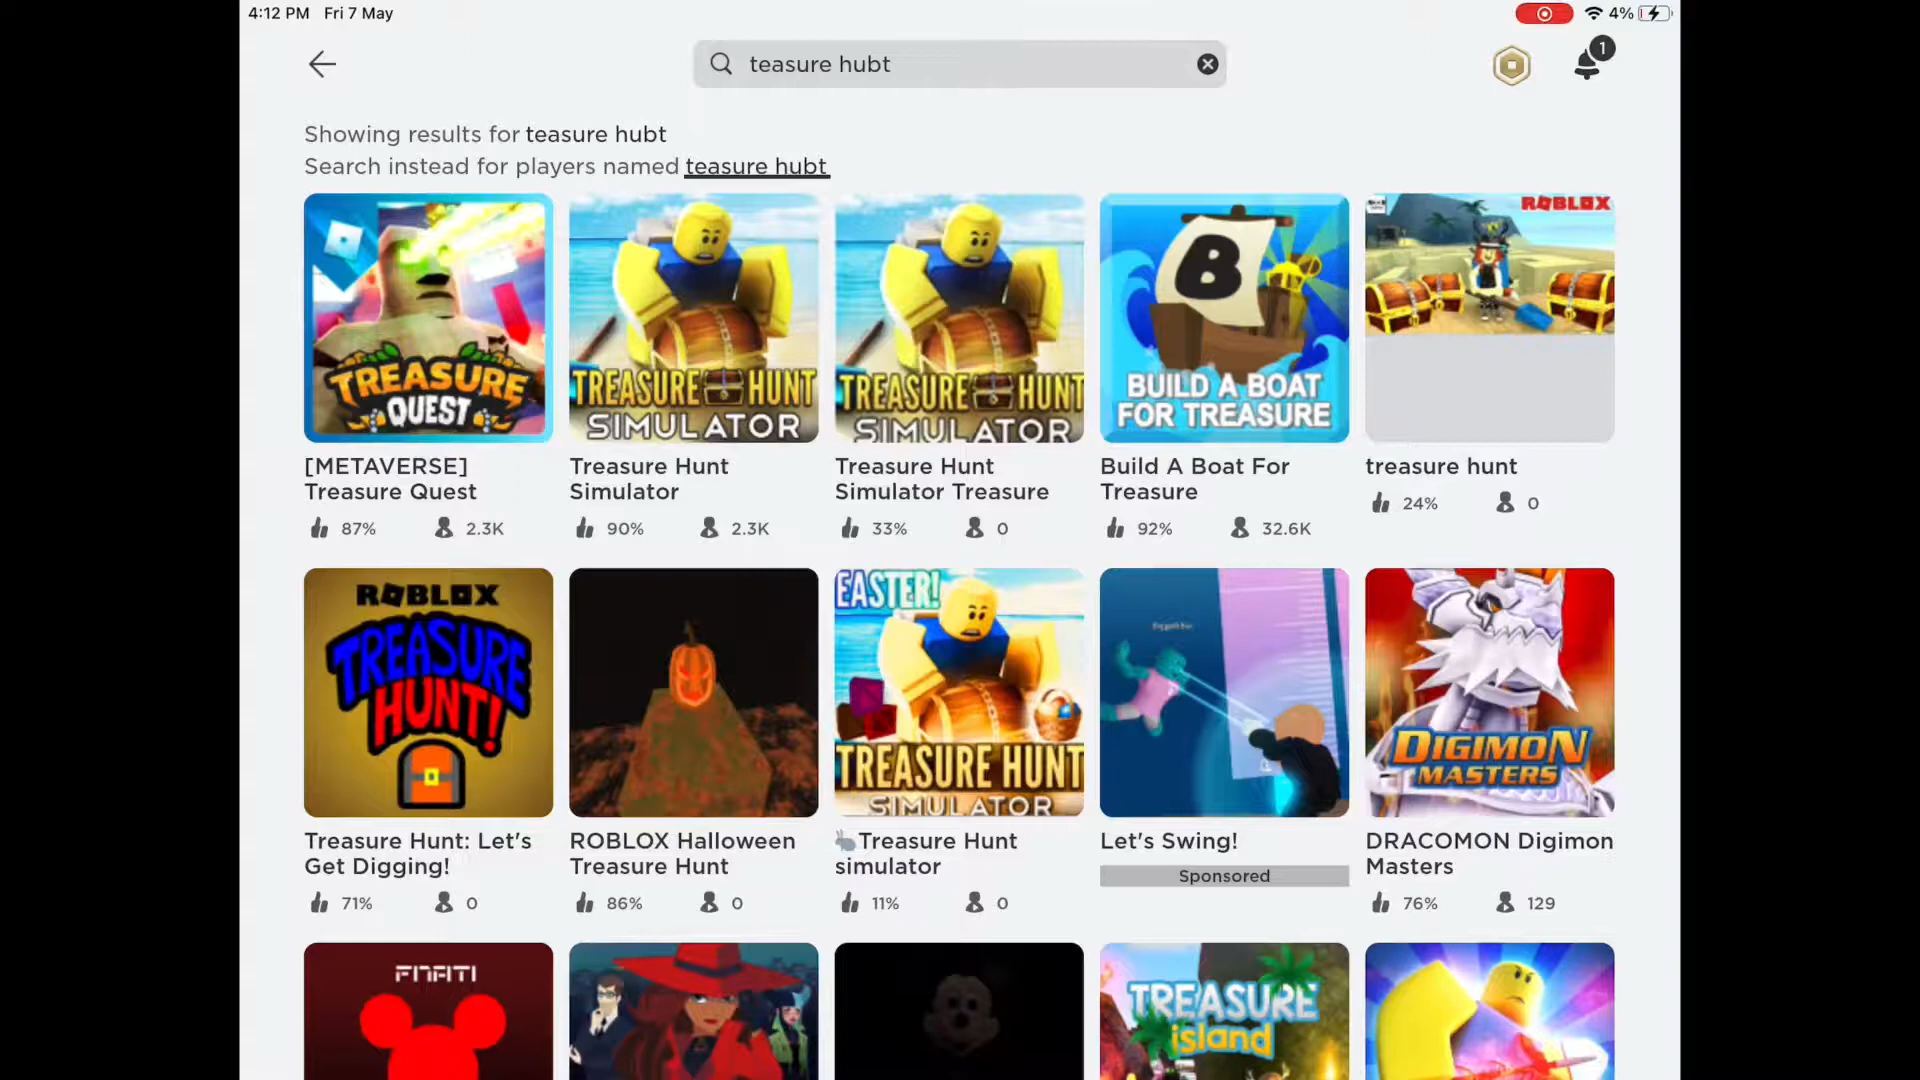 4:12 PM Fri 7 May
4%
teasure hubt
1
Showing results for teasure hubt
Search instead for players named teasure hubt
TREASURE
QUEST
TREASURE HUNT
SIMULATOR
TREASURE HUNT
SIMULATOR
B
BUILD A BOAT
FOR TREASURE
ROBLOX
[METAVERSE]
Treasure Quest
87% 2.3K
Treasure Hunt
Simulator
90% 2.3K
Treasure Hunt
Simulator Treasure
33% 0
Build A Boat For
Treasure
92% 32.6K
treasure hunt
24% 0
ROBLOX
TREASURE
HUNT!
EASTER!
TREASURE HUNT
SIMULATOR
DIGIMON
MASTERS
Treasure Hunt: Let's
Get Digging!
71% 0
ROBLOX Halloween
Treasure Hunt
86% 0
Treasure Hunt
simulator
11% 0
Let's Swing!
Sponsored
DRACOMON Digimon
Masters
76% 129
FNATI
TREASURE
island